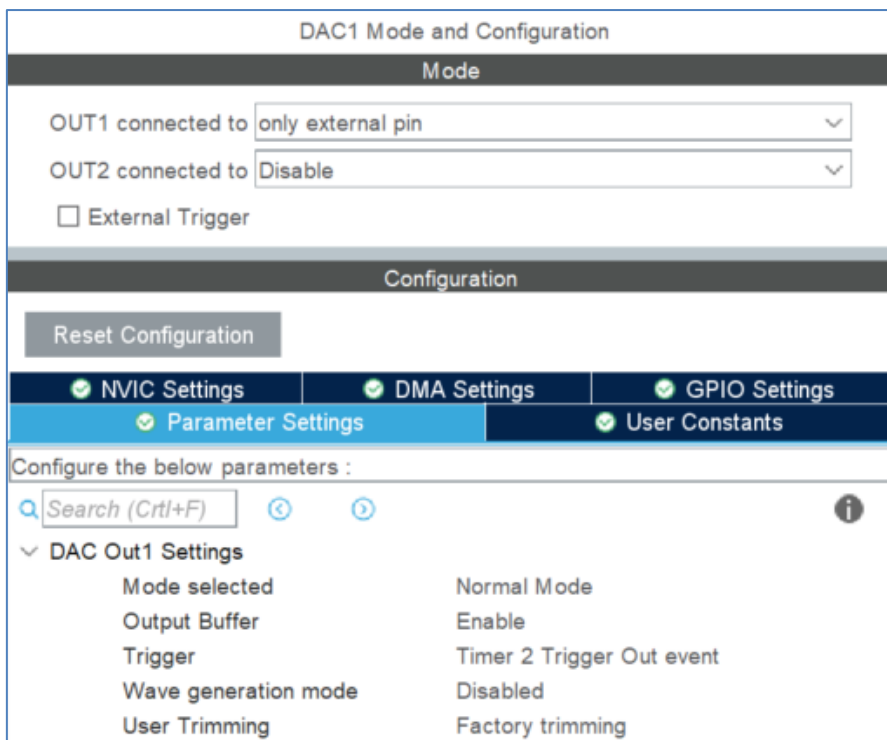 DAC1 Mode and Configuration
Mode
OUT1 connected to only external pin
OUT2 connected to Disable
External Trigger
Configuration
Reset Configuration
NVIC Settings DMA Settings GPIO Settings
Parameter Settings User Constants
Configure the below parameters :
Search (Crtl+F)
DAC Out1 Settings
Mode selected Normal Mode
Output Buffer Enable
Trigger Timer 2 Trigger Out event
Wave generation mode Disabled
User Trimming Factory trimming